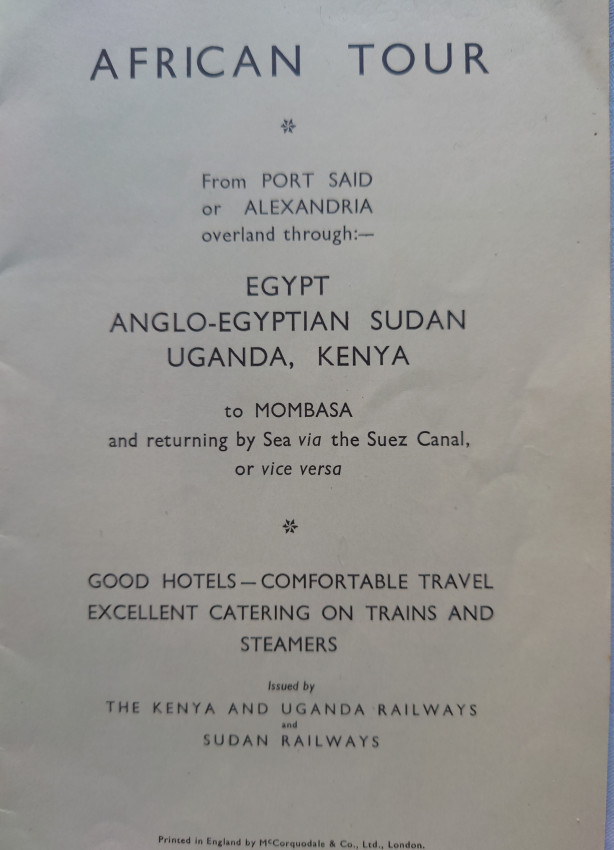 AFRICAN TOUR
From PORT SAID
or ALEXANDRIA
overland through:—
EGYPT
ANGLO-EGYPTIAN SUDAN
UGANDA, KENYA
to MOMBASA
and returning by Sea via the Suez Canal,
or vice versa
GOOD HOTELS—COMFORTABLE TRAVEL
EXCELLENT CATERING ON TRAINS AND
STEAMERS
Issued by
THE KENYA AND UGANDA RAILWAYS
and
SUDAN RAILWAYS
Printed in England by McCorquodale & Co., Ltd., London.